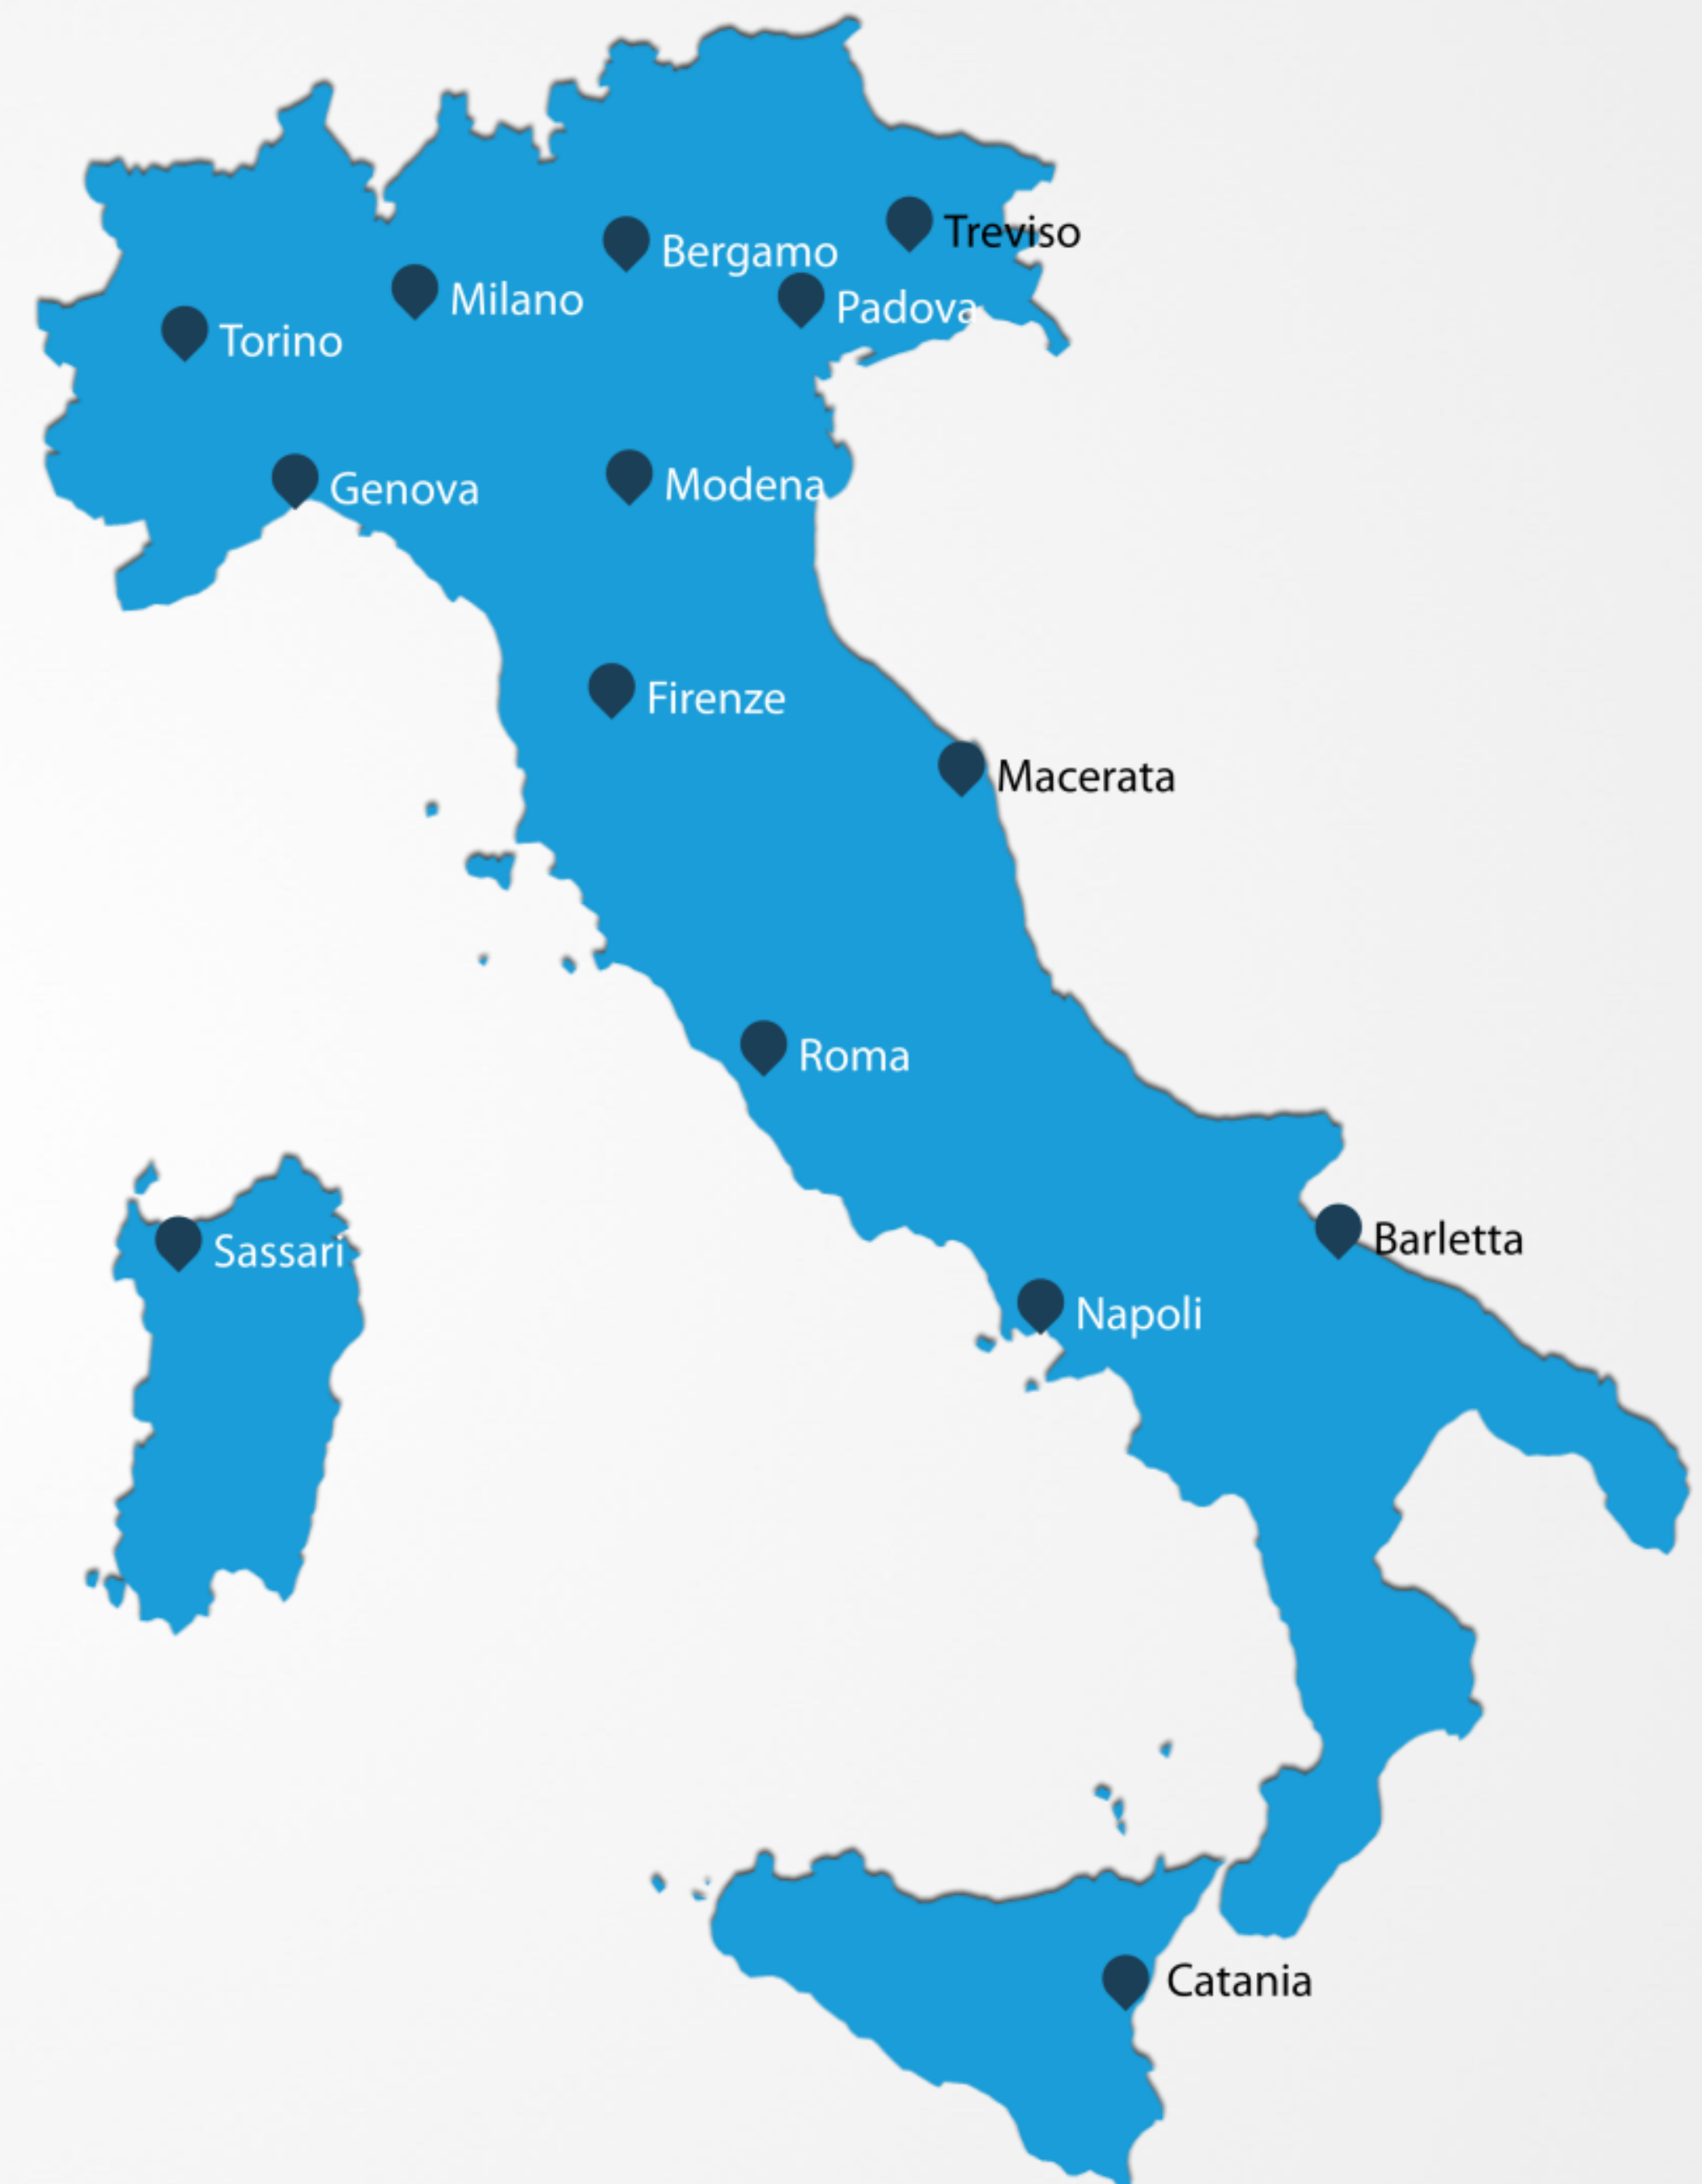 Treviso
Bergamo
Milano
Padova
Torino
Modena
Genova
Firenze
Macerata
Roma
Barletta
Sassari
Napoli
Catania